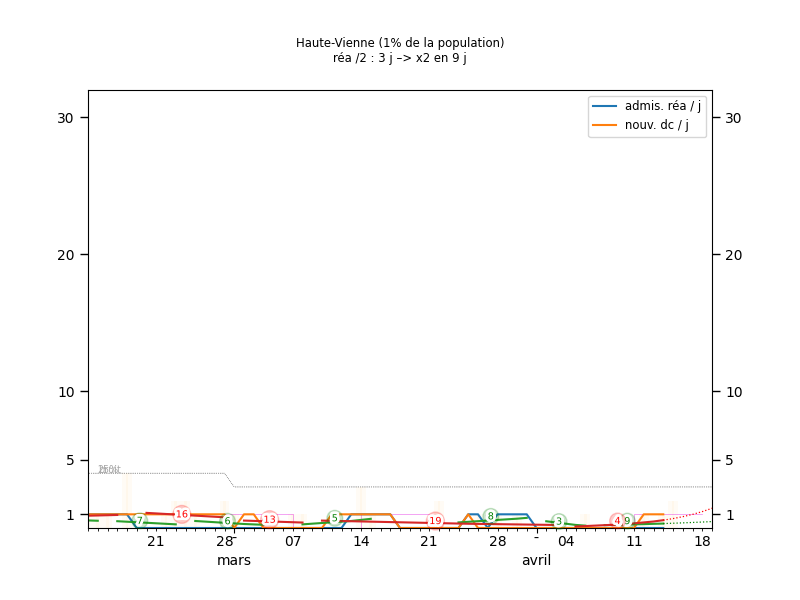 Haute-Vienne (1% de la population)
réa /2 : 3 j –> x2 en 9 j
admis. réa / j
nouv. dc / j
30 30
20 20
10 10
5 5
1 1
7 16 6 13 5 19 8 3 4 9
21 28 07 14 21 28 - 04 11 18
mars avril